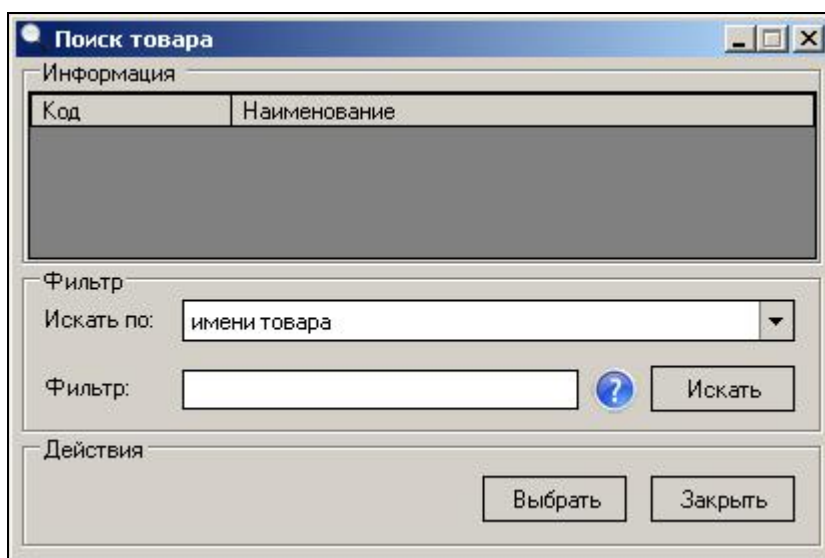 Поиск товара
Информация
Код Наименование
Фильтр
Искать по: имени товара
Фильтр: ? Искать
Действия
Выбрать Закрыть